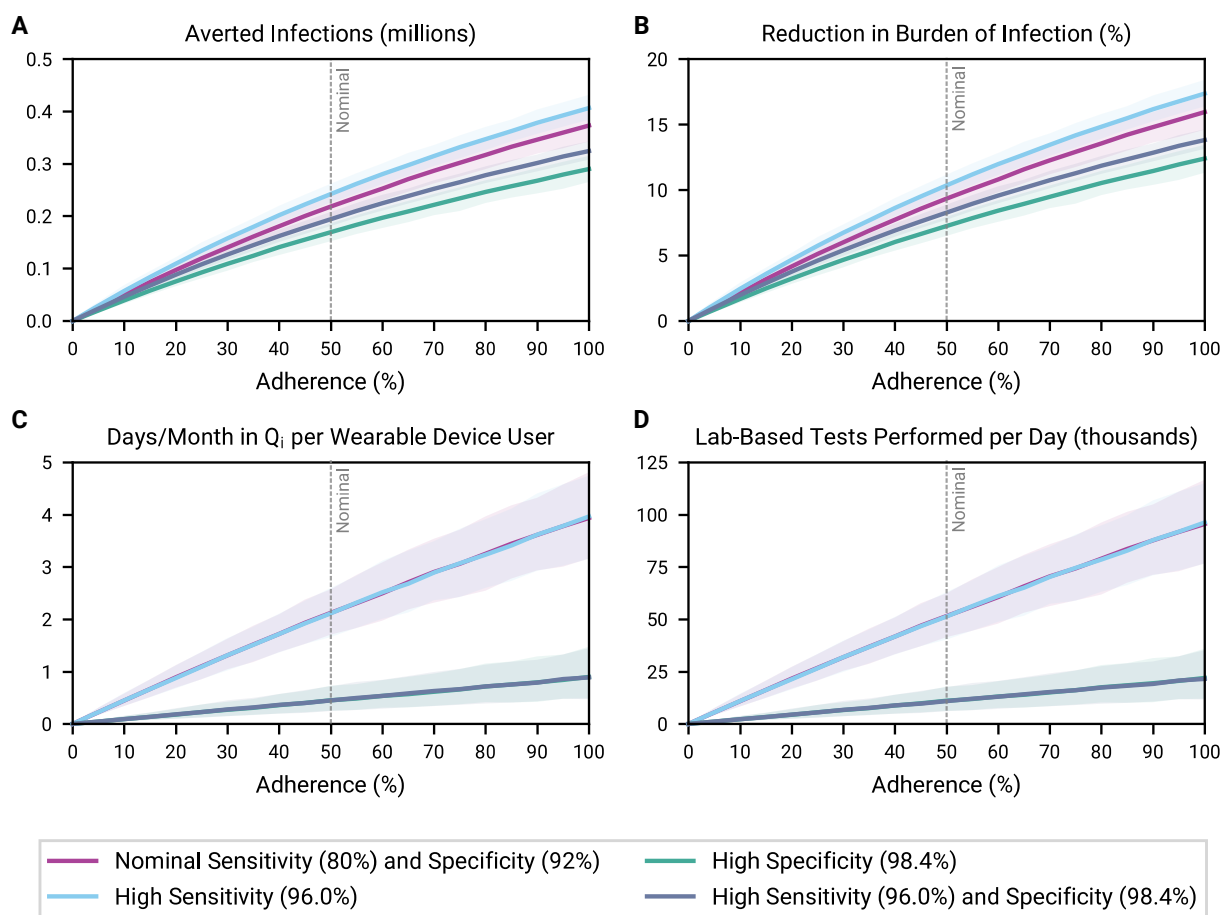 A
Averted Infections (millions)
0.5
0.4
0.3
0.2
0.1
0.0
Nominal
0 10 20 30 40 50 60 70 80 90 100
Adherence (%)
B
Reduction in Burden of Infection (%)
20
15
10
5
0
Nominal
0 10 20 30 40 50 60 70 80 90 100
Adherence (%)
C
Days/Month in Qᵢ per Wearable Device User
5
4
3
2
1
0
Nominal
0 10 20 30 40 50 60 70 80 90 100
Adherence (%)
D
Lab-Based Tests Performed per Day (thousands)
125
100
75
50
25
0
Nominal
0 10 20 30 40 50 60 70 80 90 100
Adherence (%)
Nominal Sensitivity (80%) and Specificity (92%)
High Sensitivity (96.0%)
High Specificity (98.4%)
High Sensitivity (96.0%) and Specificity (98.4%)